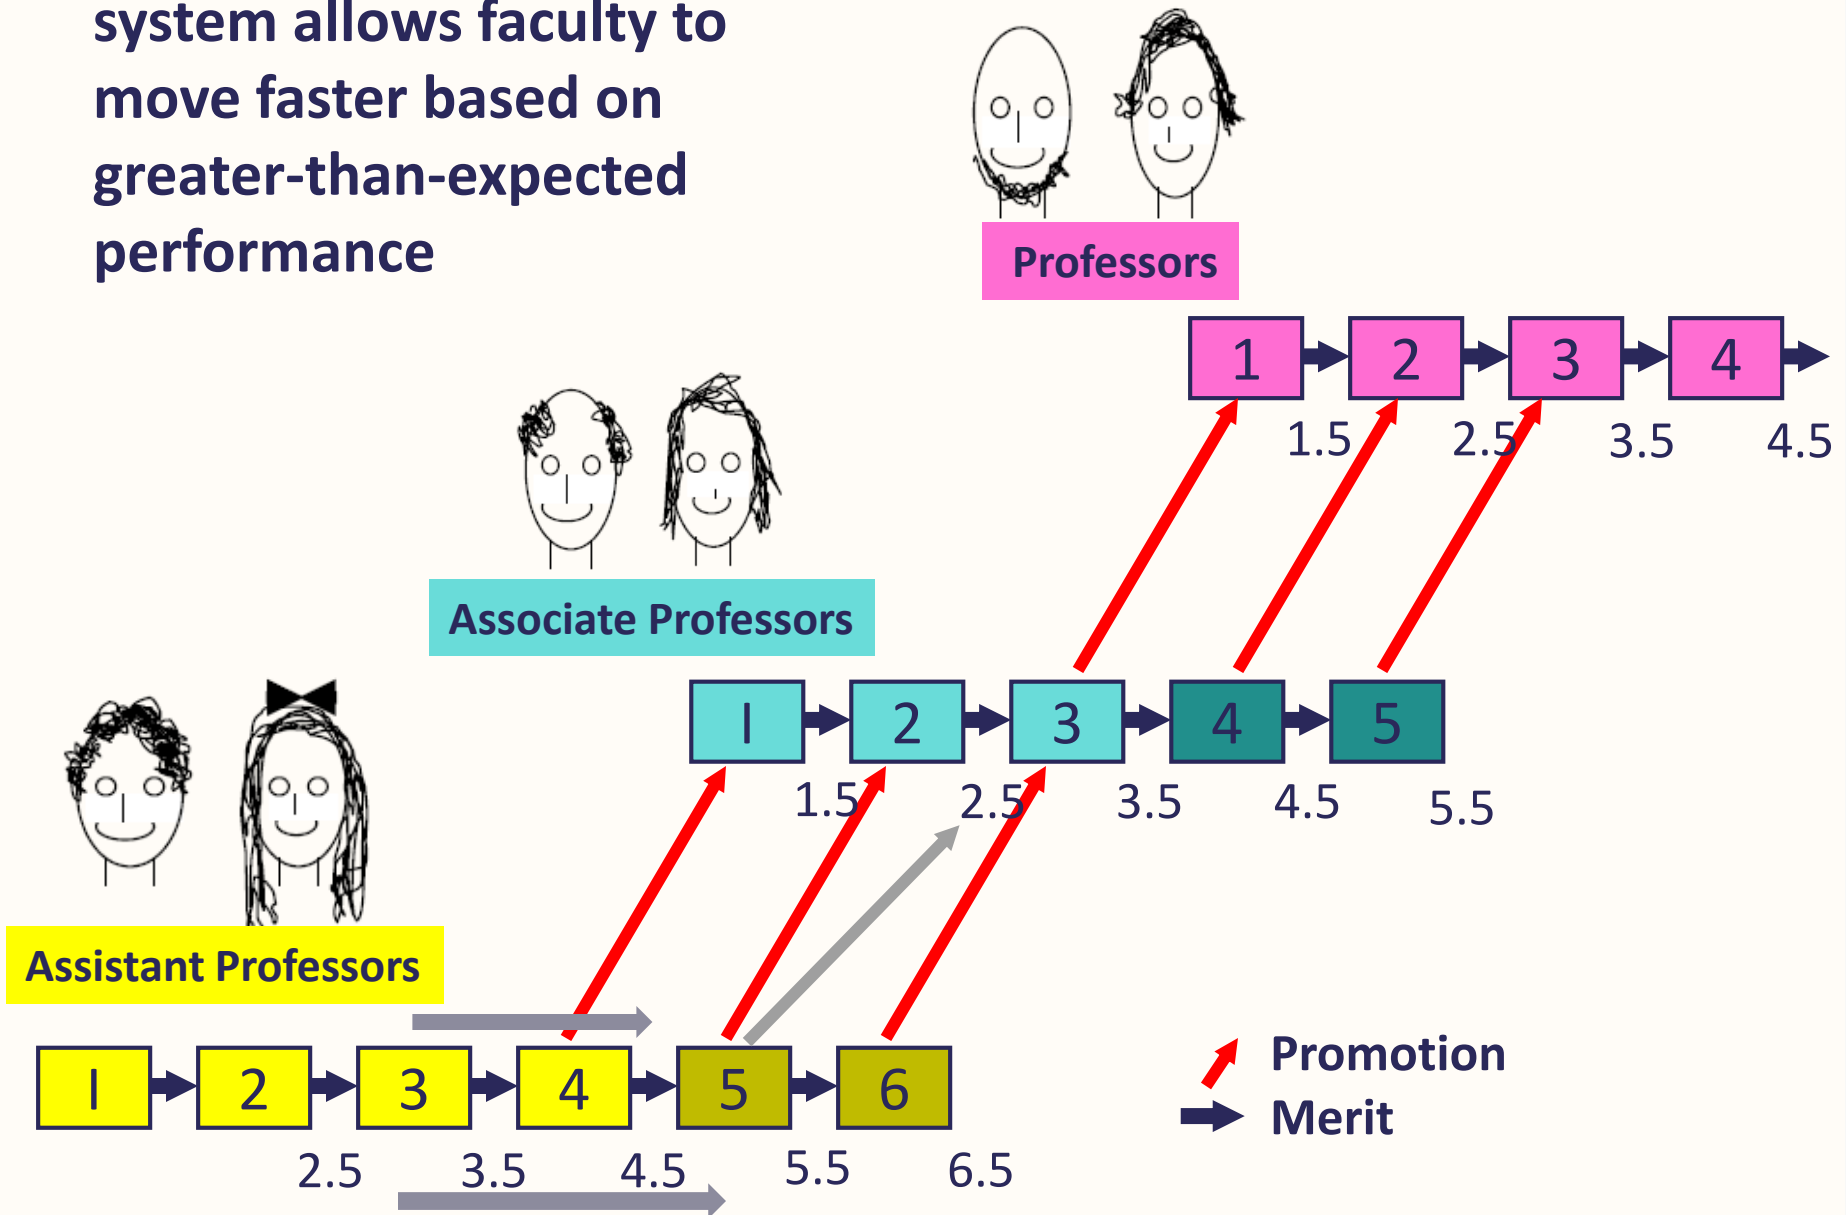 system allows faculty to
move faster based on
greater-than-expected
performance
Professors
1 2 3 4
1.5 2.5 3.5 4.5
Associate Professors
I 2 3 4 5
1.5 2.5 3.5 4.5 5.5
Assistant Professors
I 2 3 4 5 6
2.5 3.5 4.5 5.5 6.5
Promotion
Merit